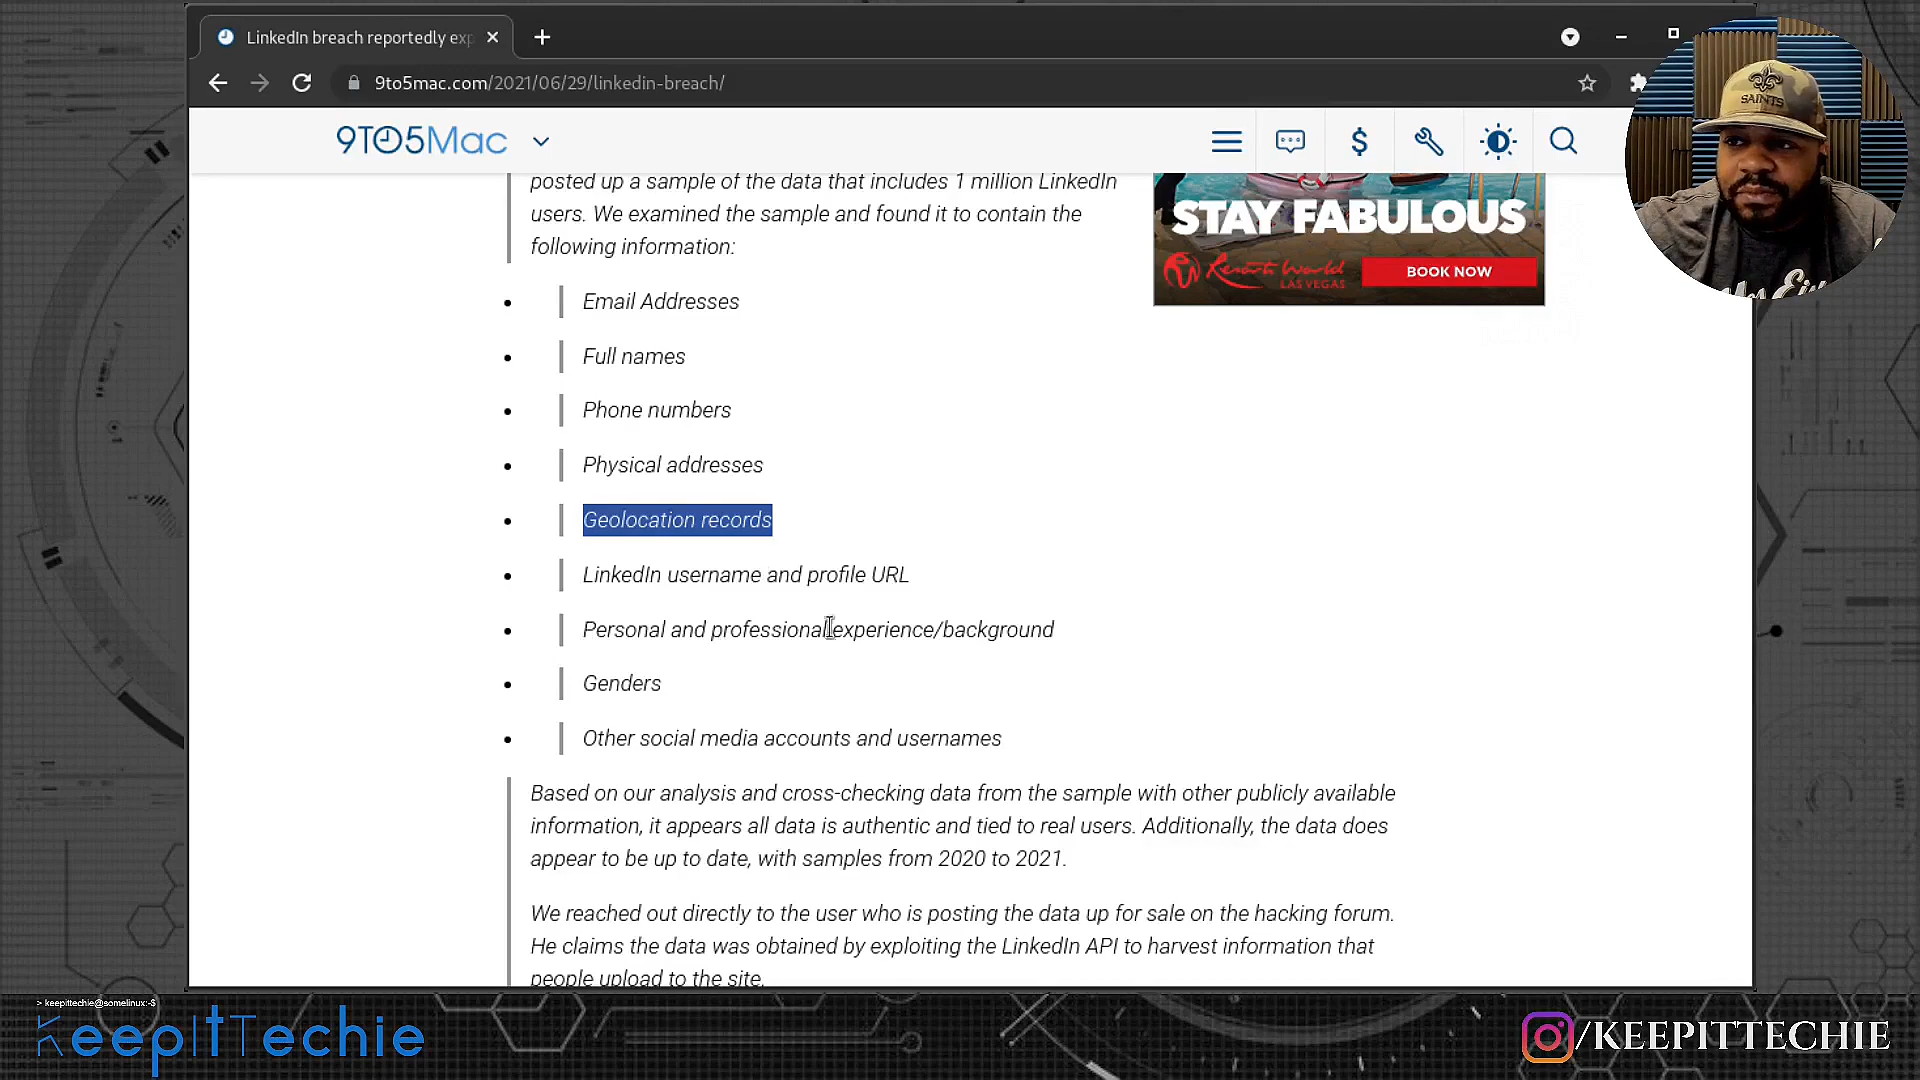 LinkedIn breach reportedly exp
9to5mac.com/2021/06/29/linkedin-breach/
9TO5Mac
SAINTS
posted up a sample of the data that includes 1 million LinkedIn
users. We examined the sample and found it to contain the
following information:
STAY FABULOUS
Resorts World
LAS VEGAS
BOOK NOW
Email Addresses
Full names
Phone numbers
Physical addresses
Geolocation records
LinkedIn username and profile URL
Personal and professional experience/background
Genders
Other social media accounts and usernames
Based on our analysis and cross-checking data from the sample with other publicly available
information, it appears all data is authentic and tied to real users. Additionally, the data does
appear to be up to date, with samples from 2020 to 2021.
We reached out directly to the user who is posting the data up for sale on the hacking forum.
He claims the data was obtained by exploiting the LinkedIn API to harvest information that
people upload to the site.
> keepittechie@somelinux:~$
KeepItTechie
/KEEPITTECHIE